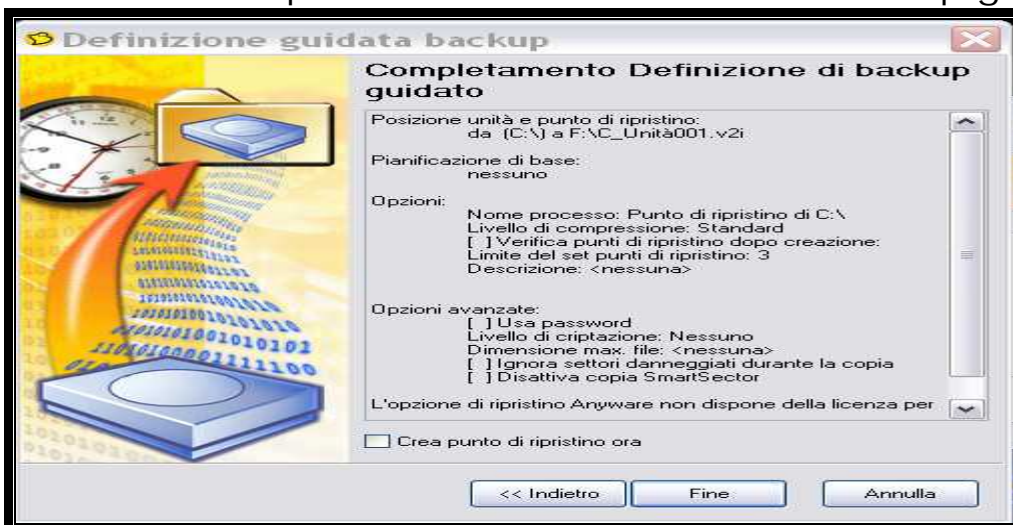 Definizione guidata backup
Completamento Definizione di backup
guidato
Posizione unità e punto di ripristino:
da (C:\) a F:\C_Unità001.v2i
Pianificazione di base:
nessuno
Opzioni:
Nome processo: Punto di ripristino di C:\
Livello di compressione: Standard
[ ] Verifica punti di ripristino dopo creazione:
Limite del set punti di ripristino: 3
Descrizione: <nessuna>
Opzioni avanzate:
[ ] Usa password
Livello di criptazione: Nessuno
Dimensione max. file: <nessuna>
[ ] Ignora settori danneggiati durante la copia
[ ] Disattiva copia SmartSector
L'opzione di ripristino Anyware non dispone della licenza per
Crea punto di ripristino ora
<< Indietro
Fine
Annulla